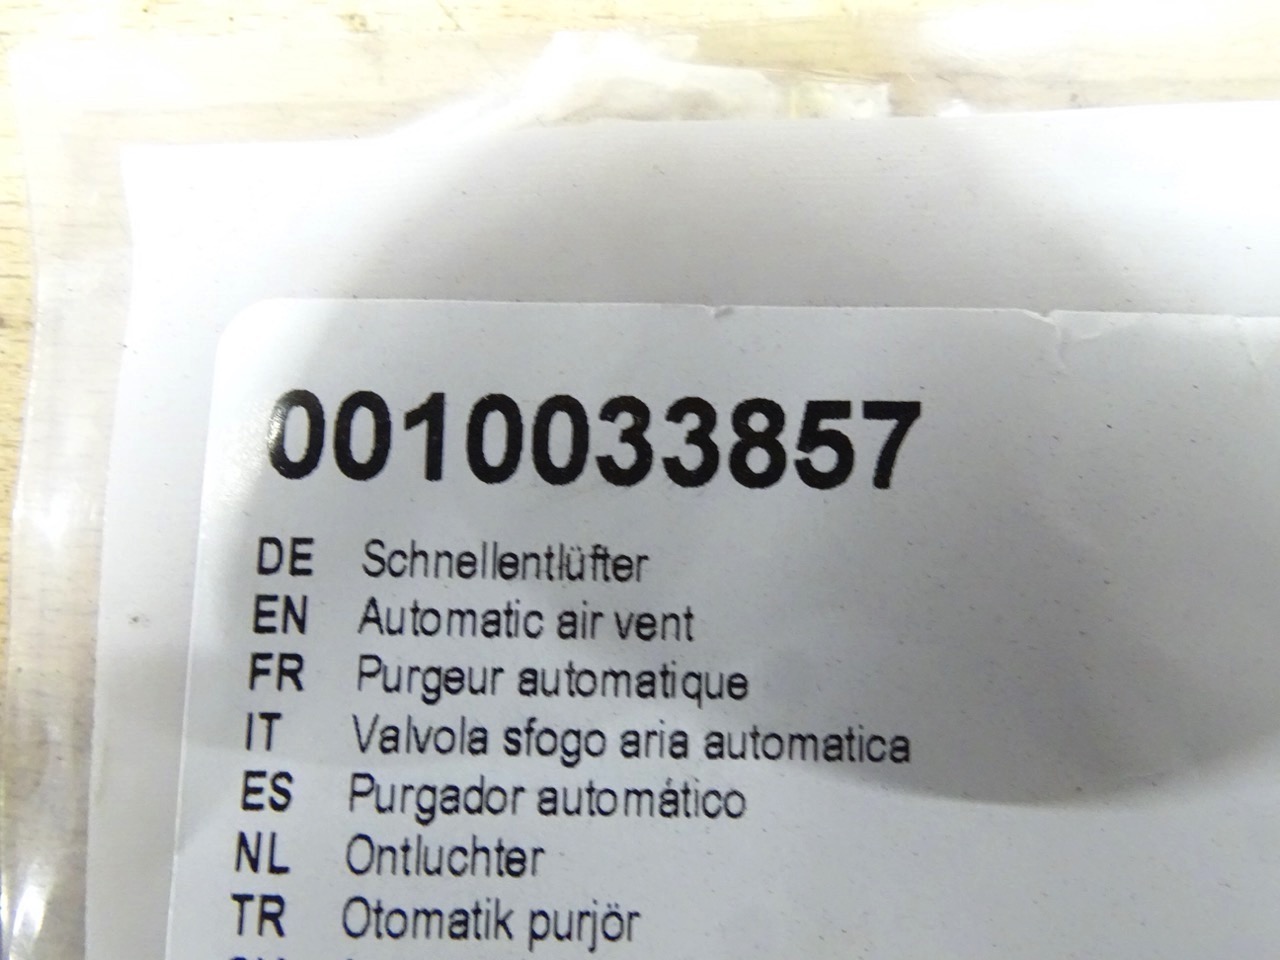 0010033857
DE Schnellentlüfter
EN Automatic air vent
FR Purgeur automatique
IT Valvola sfogo aria automatica
ES Purgador automático
NL Ontluchter
TR Otomatik purjör